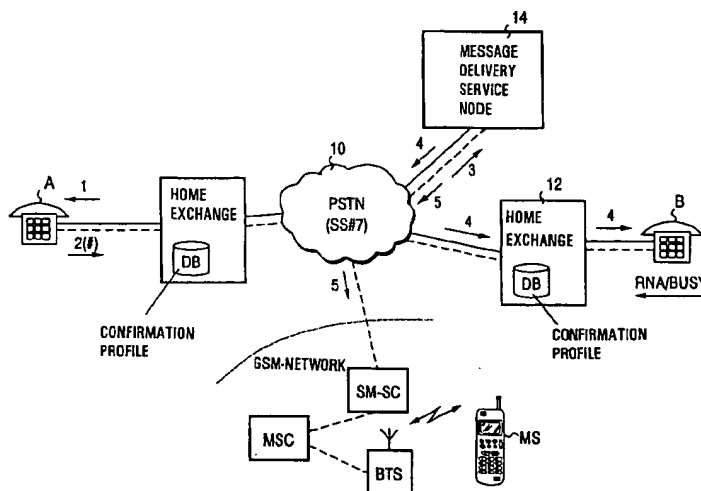 14
MESSAGE
DELIVERY
SERVICE
NODE
10
4
3
5
A
1
HOME
EXCHANGE
PSTN
(SS#7)
12
4
HOME
EXCHANGE
4
B
2(#)
DB
DB
RNA/BUSY
5
CONFIRMATION
PROFILE
CONFIRMATION
PROFILE
GSM-NETWORK
SM-SC
MSC
BTS
MS